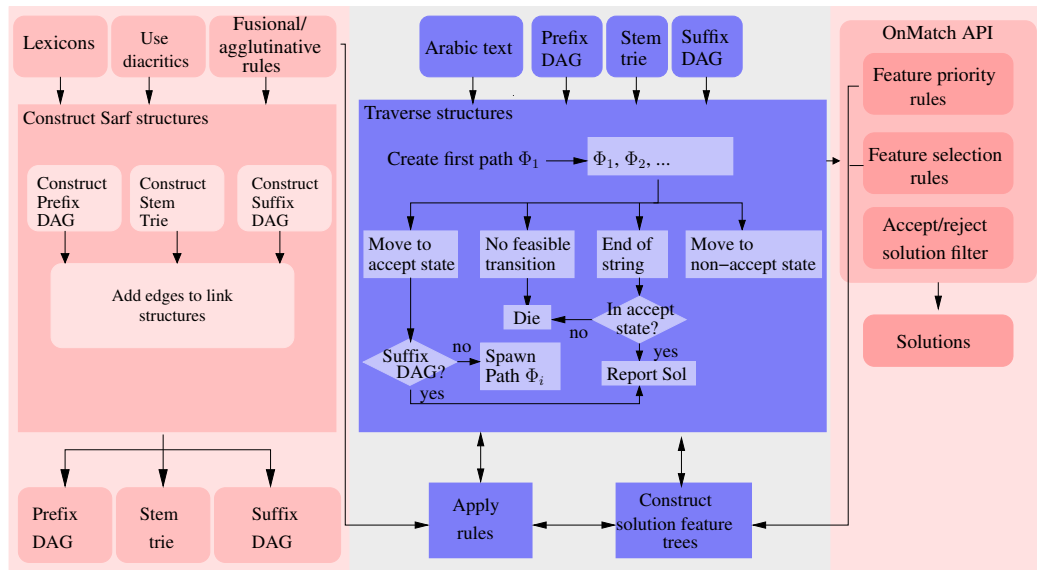 Lexicons
Use
diacritics
Fusional/
agglutinative
rules
Construct Sarf structures
Construct
Prefix
DAG
Construct
Stem
Trie
Construct
Suffix
DAG
Add edges to link
structures
Prefix
DAG
Stem
trie
Suffix
DAG
Arabic text
Prefix
DAG
Stem
trie
Suffix
DAG
Traverse structures
Create first path Φ1
Φ1, Φ2, ...
Move to
accept state
No feasible
transition
End of
string
Move to
non−accept state
Die
In accept
state?
no
yes
Suffix
DAG?
no
yes
Spawn
Path Φi
Report Sol
Apply
rules
Construct
solution feature
trees
OnMatch API
Feature priority
rules
Feature selection
rules
Accept/reject
solution filter
Solutions